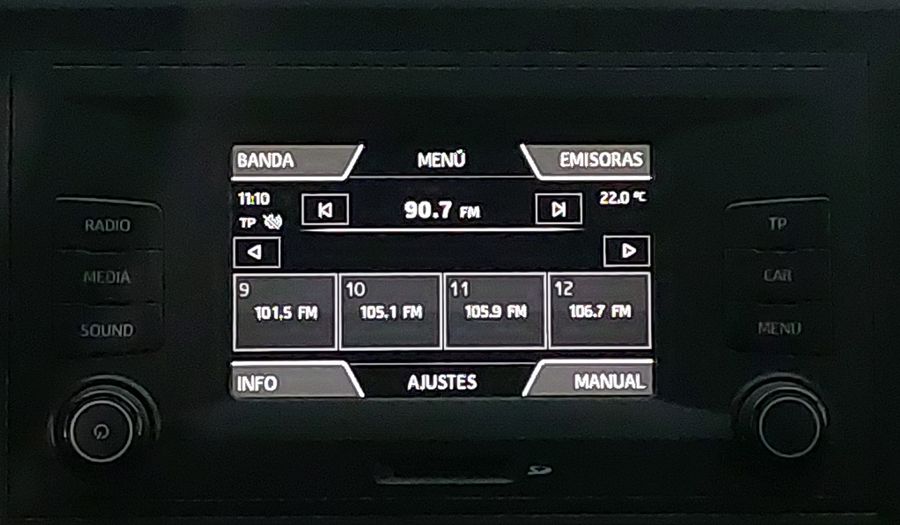 BANDA MENÚ EMISORAS
11:10 90.7 FM 22.0 °C
TP
9 10 11 12
101.5 FM 105.1 FM 105.9 FM 106.7 FM
INFO AJUSTES MANUAL
RADIO
MEDIA
SOUND
TP
CAR
MENU